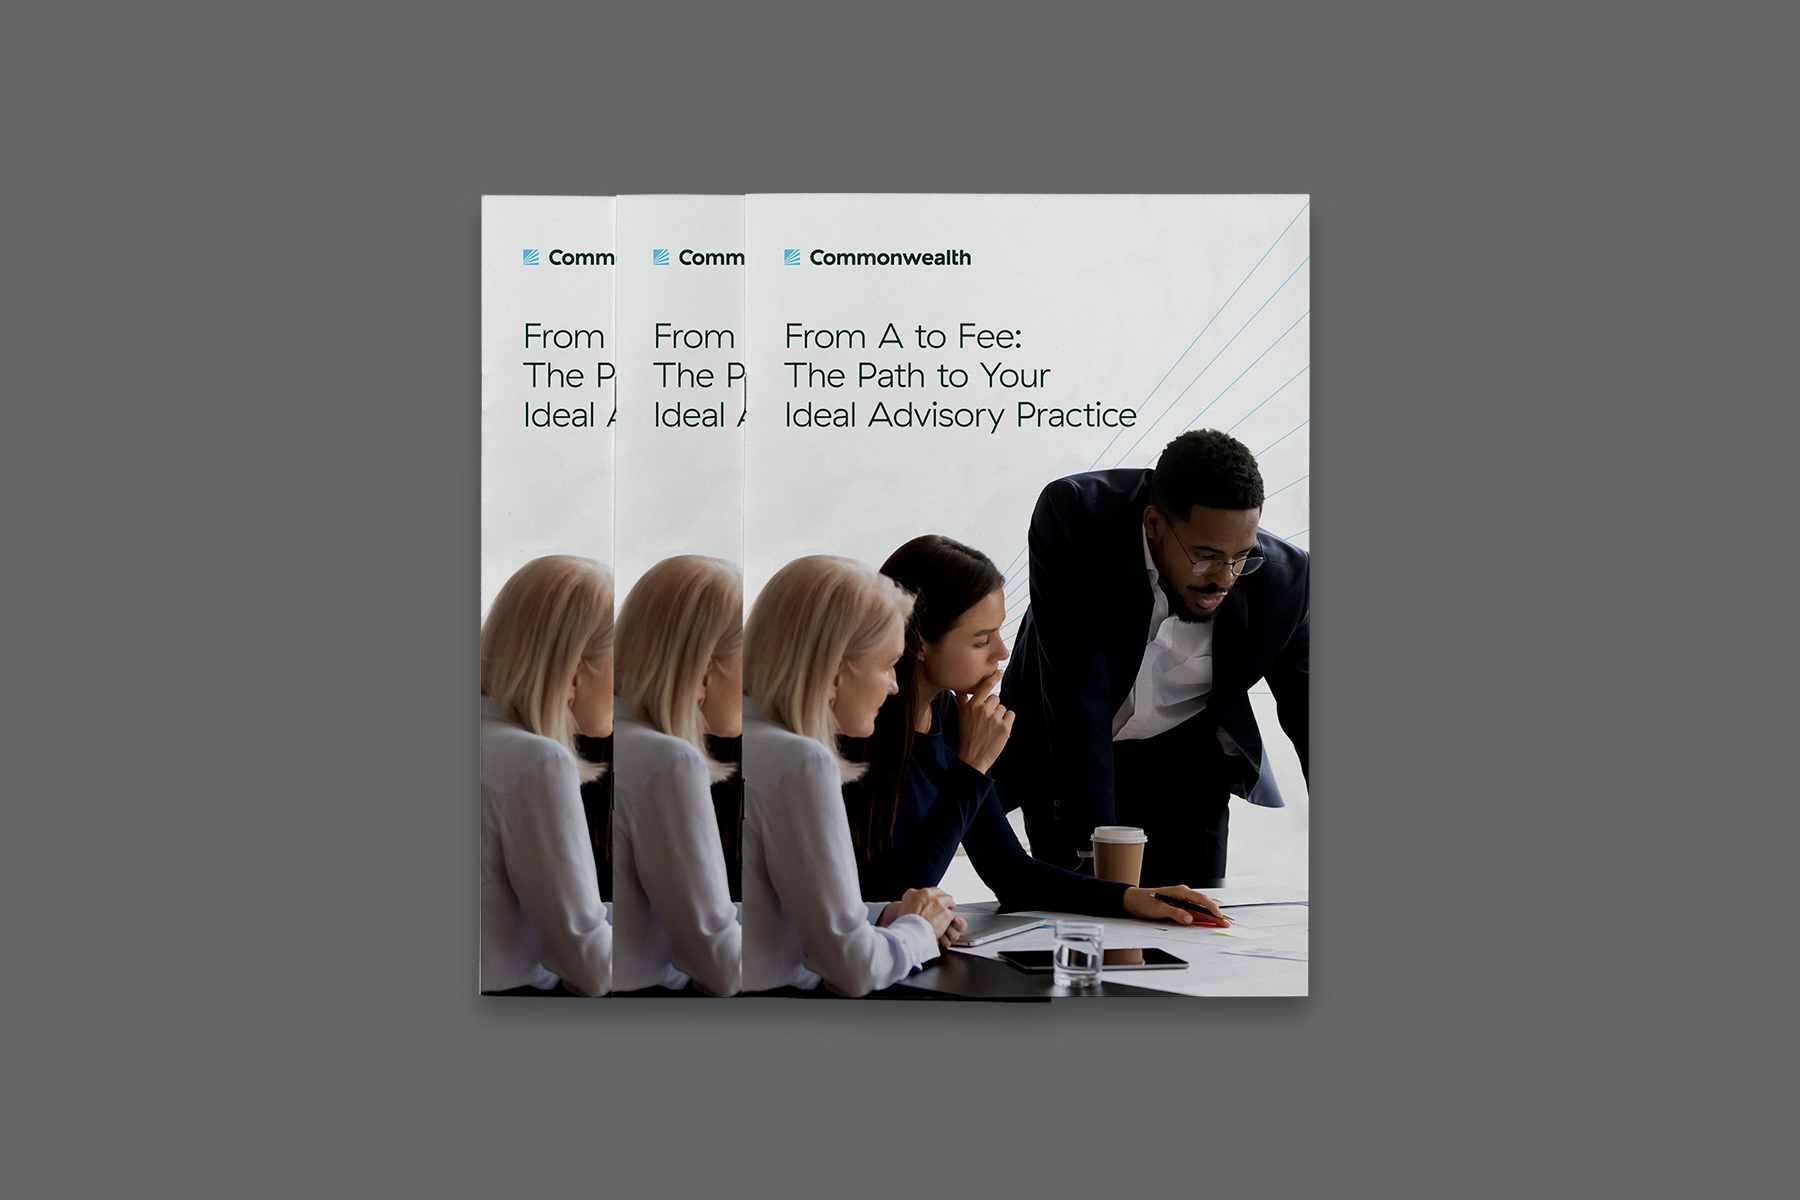 Comm
From
The P
Ideal A
Comm
From
The P
Ideal A
Commonwealth
From A to Fee:
The Path to Your
Ideal Advisory Practice